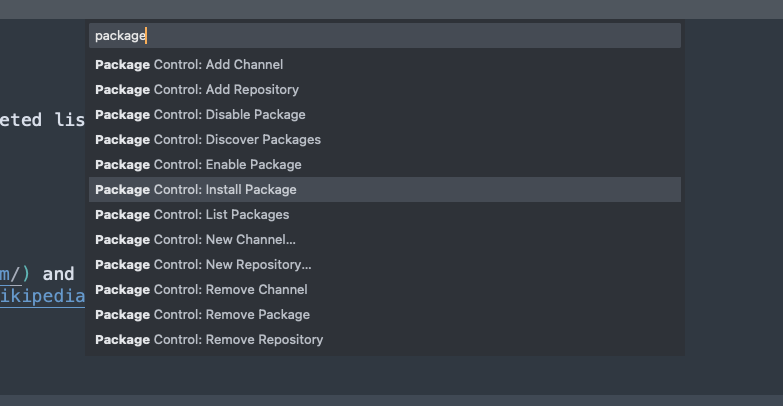 package
Package Control: Add Channel
Package Control: Add Repository
eted lis
Package Control: Disable Package
Package Control: Discover Packages
Package Control: Enable Package
Package Control: Install Package
Package Control: List Packages
Package Control: New Channel...
m/) and
Package Control: New Repository...
ikipedia
Package Control: Remove Channel
Package Control: Remove Package
Package Control: Remove Repository